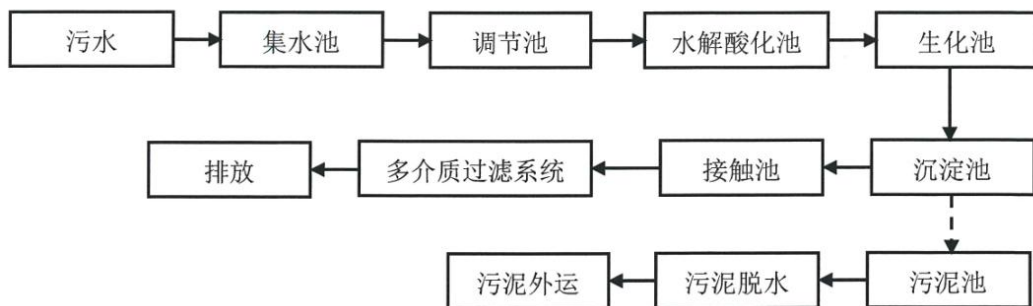 污水
集水池
调节池
水解酸化池
生化池
排放
多介质过滤系统
接触池
沉淀池
污泥外运
污泥脱水
污泥池